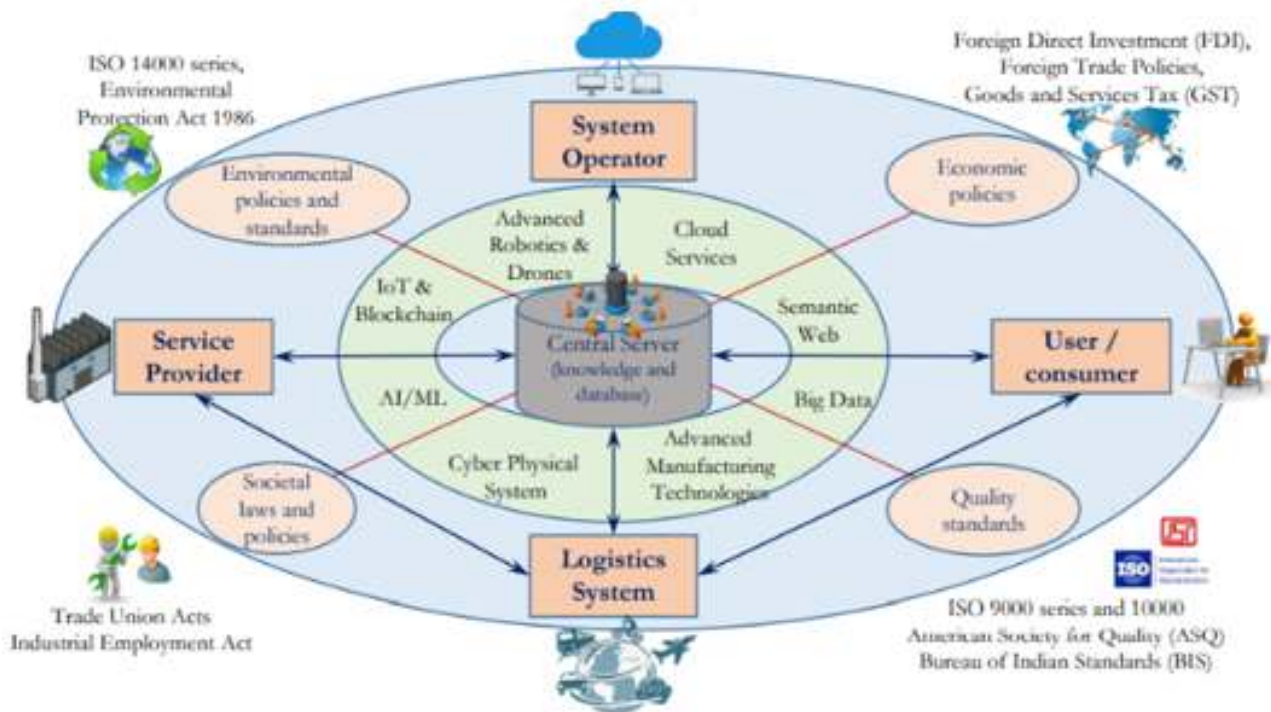 ISO 14000 series,
Environmental
Protection Act 1986
Foreign Direct Investment (FDI),
Foreign Trade Policies,
Goods and Services Tax (GST)
System
Operator
Environmental
policies and
standards
Economic
policies
Advanced
Robotics &
Drones
Cloud
Services
IoT &
Blockchain
Semantic
Web
Service
Provider
Central Server
(knowledge and
database)
User /
consumer
AI/ML
Big Data
Cyber Physical
System
Advanced
Manufacturing
Technologies
Societal
laws and
policies
Quality
standards
Logistics
System
Trade Union Acts
Industrial Employment Act
ISO
ISO 9000 series and 10000
American Society for Quality (ASQ)
Bureau of Indian Standards (BIS)